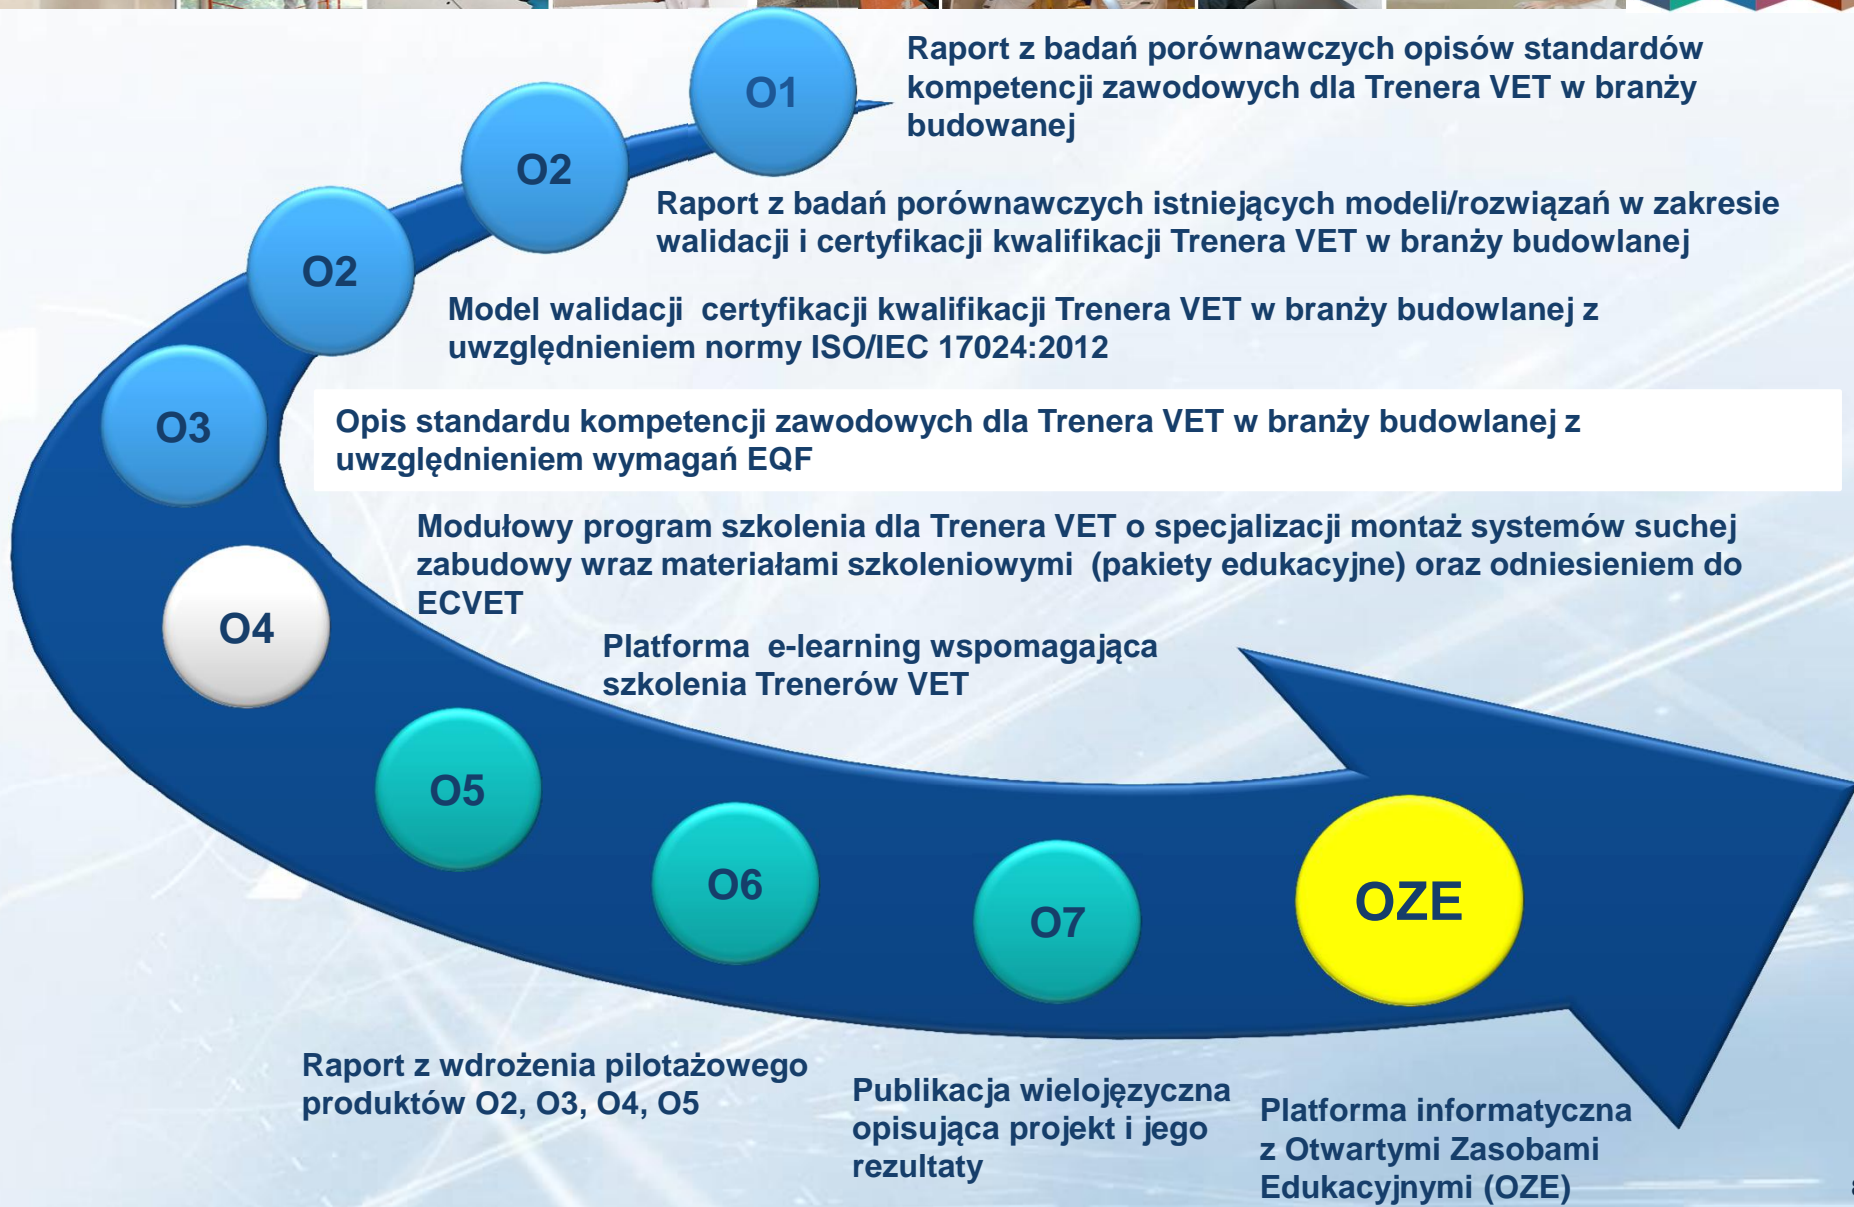 O1
Raport z badań porównawczych opisów standardów
kompetencji zawodowych dla Trenera VET w branży
budowanej
O2
Raport z badań porównawczych istniejących modeli/rozwiązań w zakresie
walidacji i certyfikacji kwalifikacji Trenera VET w branży budowlanej
O2
Model walidacji  certyfikacji kwalifikacji Trenera VET w branży budowlanej z
uwzględnieniem normy ISO/IEC 17024:2012
O3
Opis standardu kompetencji zawodowych dla Trenera VET w branży budowlanej z
uwzględnieniem wymagań EQF
Modułowy program szkolenia dla Trenera VET o specjalizacji montaż systemów suchej
zabudowy wraz materiałami szkoleniowymi  (pakiety edukacyjne) oraz odniesieniem do
ECVET
O4
Platforma  e-learning wspomagająca
szkolenia Trenerów VET
O5
O6
O7
OZE
Raport z wdrożenia pilotażowego
produktów O2, O3, O4, O5
Publikacja wielojęzyczna
opisująca projekt i jego
rezultaty
Platforma informatyczna
z Otwartymi Zasobami
Edukacyjnymi (OZE)